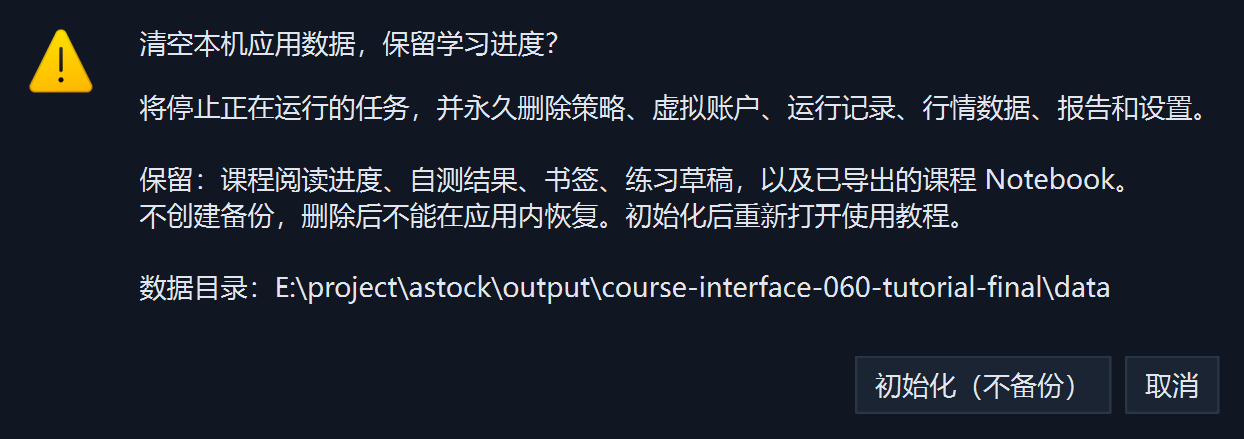 清空本机应用数据，保留学习进度？
将停止正在运行的任务，并永久删除策略、虚拟账户、运行记录、行情数据、报告和设置。
保留：课程阅读进度、自测结果、书签、练习草稿，以及已导出的课程 Notebook。
不创建备份，删除后不能在应用内恢复。初始化后重新打开使用教程。
数据目录：E:\project\astock\output\course-interface-060-tutorial-final\data
初始化（不备份）
取消